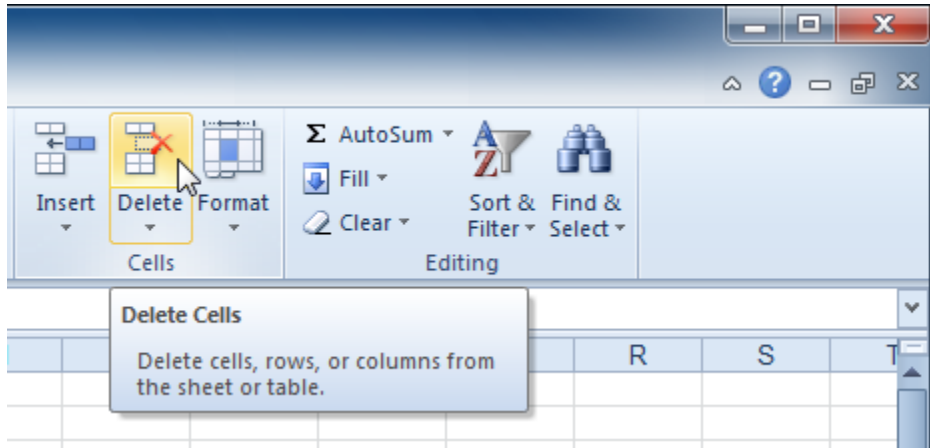 Σ AutoSum
Fill
Clear
Insert
Delete
Format
A
Z
Sort &
Filter
Find &
Select
Cells
Editing
Delete Cells
Delete cells, rows, or columns from
the sheet or table.
R
S
T